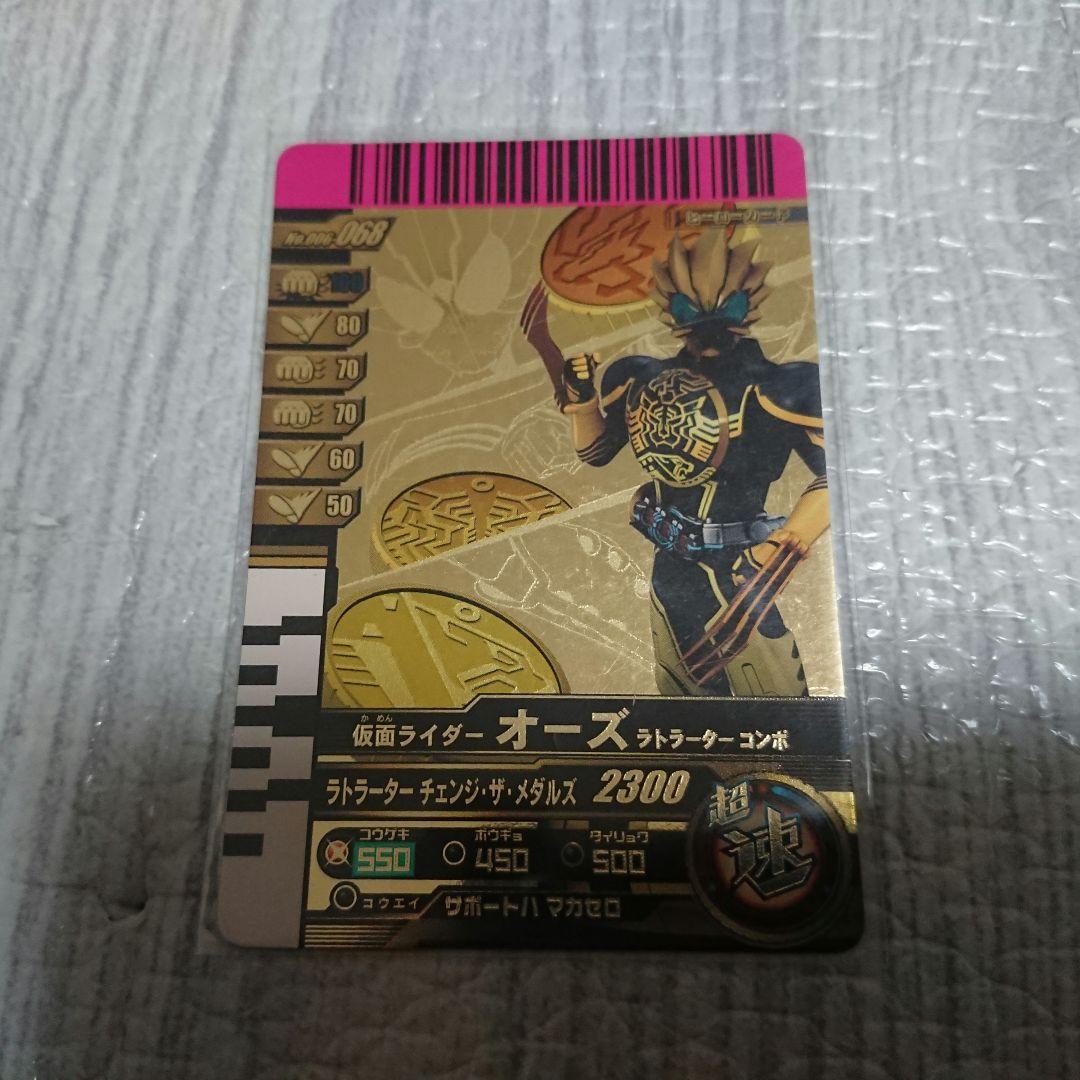 ヒーローカード
No.006-068
100
80
70
70
60
50
かめん
仮面ライダー オーズ ラトラーター コンボ
ラトラーター チェンジ・ザ・メダルズ 2300
コウゲキ ボウギョ タイリョク
550 450 500
超速
コウエイ サポートハ マカセロ